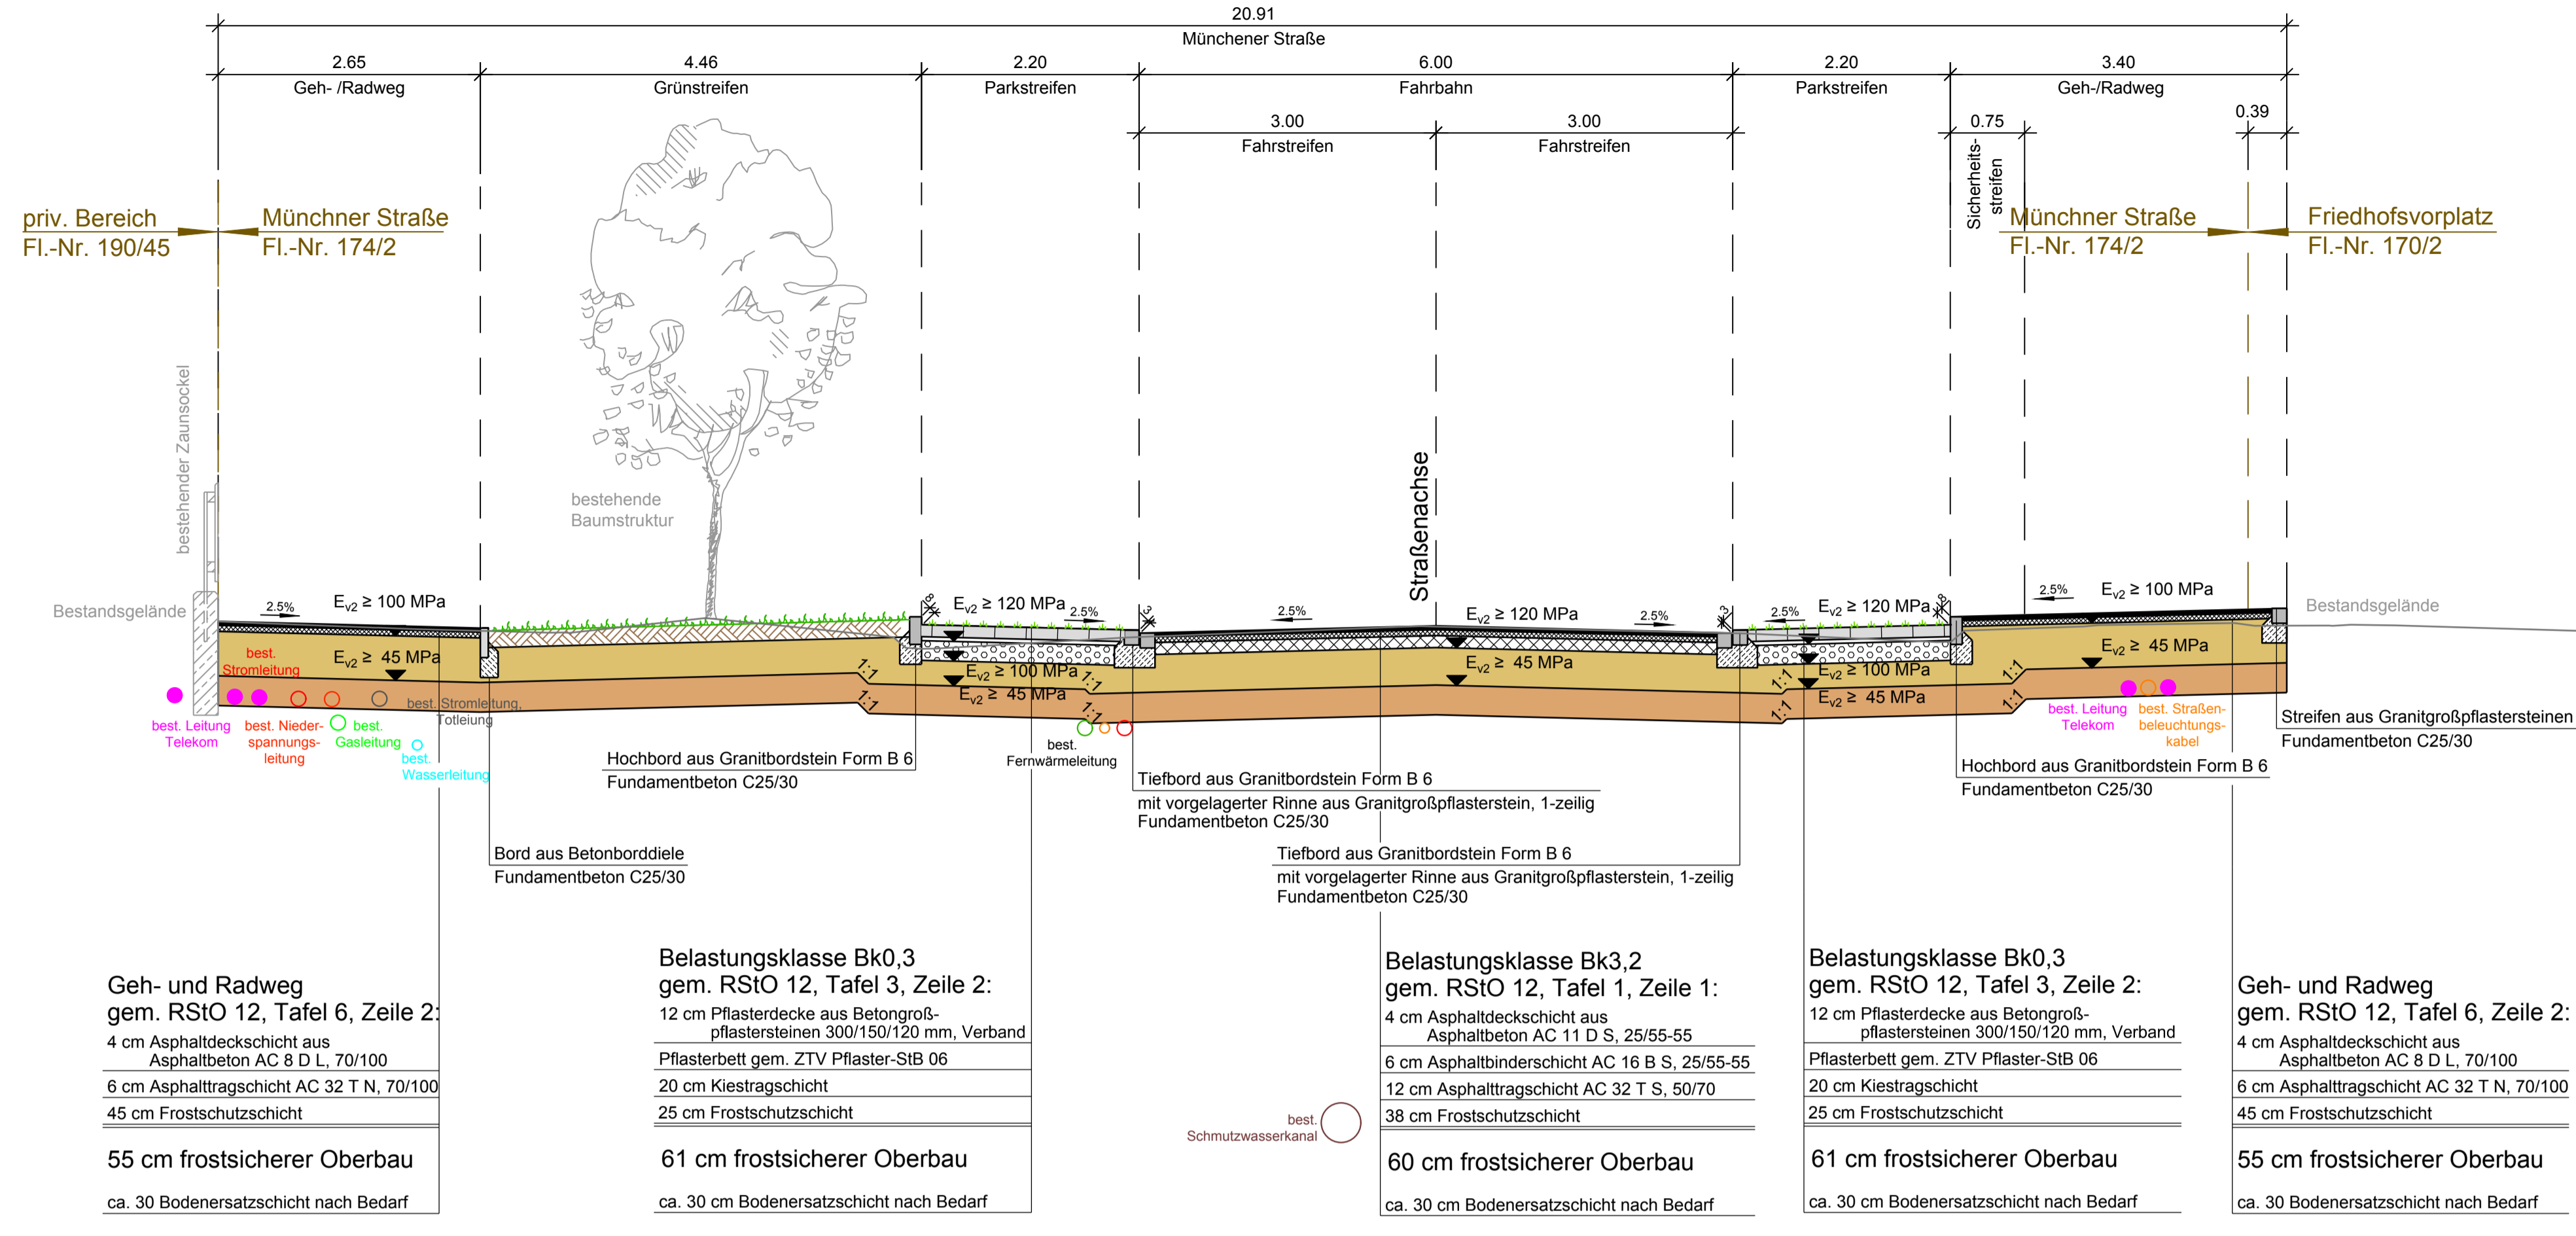 20.91
Münchener Straße
2.65
4.46
2.20
6.00
2.20
3.40
Geh- /Radweg
Grünstreifen
Parkstreifen
Fahrbahn
Parkstreifen
Geh-/Radweg
3.00
3.00
0.75
0.39
Fahrstreifen
Fahrstreifen
Sicherheits-
streifen
priv. Bereich
Fl.-Nr. 190/45
Münchner Straße
Fl.-Nr. 174/2
Münchner Straße
Fl.-Nr. 174/2
Friedhofsvorplatz
Fl.-Nr. 170/2
bestehender Zaunsockel
bestehende
Baumstruktur
Straßenachse
Bestandsgelände
2.5%
Ev2 ≥ 100 MPa
8
Ev2 ≥ 120 MPa
2.5%
3
2.5%
Ev2 ≥ 120 MPa
2.5%
3
2.5%
Ev2 ≥ 120 MPa
8
2.5%
Ev2 ≥ 100 MPa
Bestandsgelände
best.
Stromleitung
Ev2 ≥ 45 MPa
1:1
1:1
Ev2 ≥ 100 MPa
Ev2 ≥ 45 MPa
1:1
1:1
Ev2 ≥ 45 MPa
1:1
1:1
Ev2 ≥ 100 MPa
Ev2 ≥ 45 MPa
1:1
1:1
Ev2 ≥ 45 MPa
best. Leitung
Telekom
best. Nieder-
spannungs-
leitung
best.
Gasleitung
best. Stromleitung,
Totleiung
best.
Wasserleitung
best.
Fernwärmeleitung
best. Leitung
Telekom
best. Straßen-
beleuchtungs-
kabel
Streifen aus Granitgroßpflastersteinen
Fundamentbeton C25/30
Hochbord aus Granitbordstein Form B 6
Fundamentbeton C25/30
Tiefbord aus Granitbordstein Form B 6
mit vorgelagerter Rinne aus Granitgroßpflasterstein, 1-zeilig
Fundamentbeton C25/30
Hochbord aus Granitbordstein Form B 6
Fundamentbeton C25/30
Bord aus Betonborddiele
Fundamentbeton C25/30
Tiefbord aus Granitbordstein Form B 6
mit vorgelagerter Rinne aus Granitgroßpflasterstein, 1-zeilig
Fundamentbeton C25/30
Geh- und Radweg
gem. RStO 12, Tafel 6, Zeile 2:
4 cm Asphaltdeckschicht aus
Asphaltbeton AC 8 D L, 70/100
6 cm Asphalttragschicht AC 32 T N, 70/100
45 cm Frostschutzschicht
55 cm frostsicherer Oberbau
ca. 30 Bodenersatzschicht nach Bedarf
Belastungsklasse Bk0,3
gem. RStO 12, Tafel 3, Zeile 2:
12 cm Pflasterdecke aus Betongroß-
pflastersteinen 300/150/120 mm, Verband
Pflasterbett gem. ZTV Pflaster-StB 06
20 cm Kiestragschicht
25 cm Frostschutzschicht
61 cm frostsicherer Oberbau
ca. 30 cm Bodenersatzschicht nach Bedarf
best.
Schmutzwasserkanal
Belastungsklasse Bk3,2
gem. RStO 12, Tafel 1, Zeile 1:
4 cm Asphaltdeckschicht aus
Asphaltbeton AC 11 D S, 25/55-55
6 cm Asphaltbinderschicht AC 16 B S, 25/55-55
12 cm Asphalttragschicht AC 32 T S, 50/70
38 cm Frostschutzschicht
60 cm frostsicherer Oberbau
ca. 30 cm Bodenersatzschicht nach Bedarf
Belastungsklasse Bk0,3
gem. RStO 12, Tafel 3, Zeile 2:
12 cm Pflasterdecke aus Betongroß-
pflastersteinen 300/150/120 mm, Verband
Pflasterbett gem. ZTV Pflaster-StB 06
20 cm Kiestragschicht
25 cm Frostschutzschicht
61 cm frostsicherer Oberbau
ca. 30 cm Bodenersatzschicht nach Bedarf
Geh- und Radweg
gem. RStO 12, Tafel 6, Zeile 2:
4 cm Asphaltdeckschicht aus
Asphaltbeton AC 8 D L, 70/100
6 cm Asphalttragschicht AC 32 T N, 70/100
45 cm Frostschutzschicht
55 cm frostsicherer Oberbau
ca. 30 Bodenersatzschicht nach Bedarf